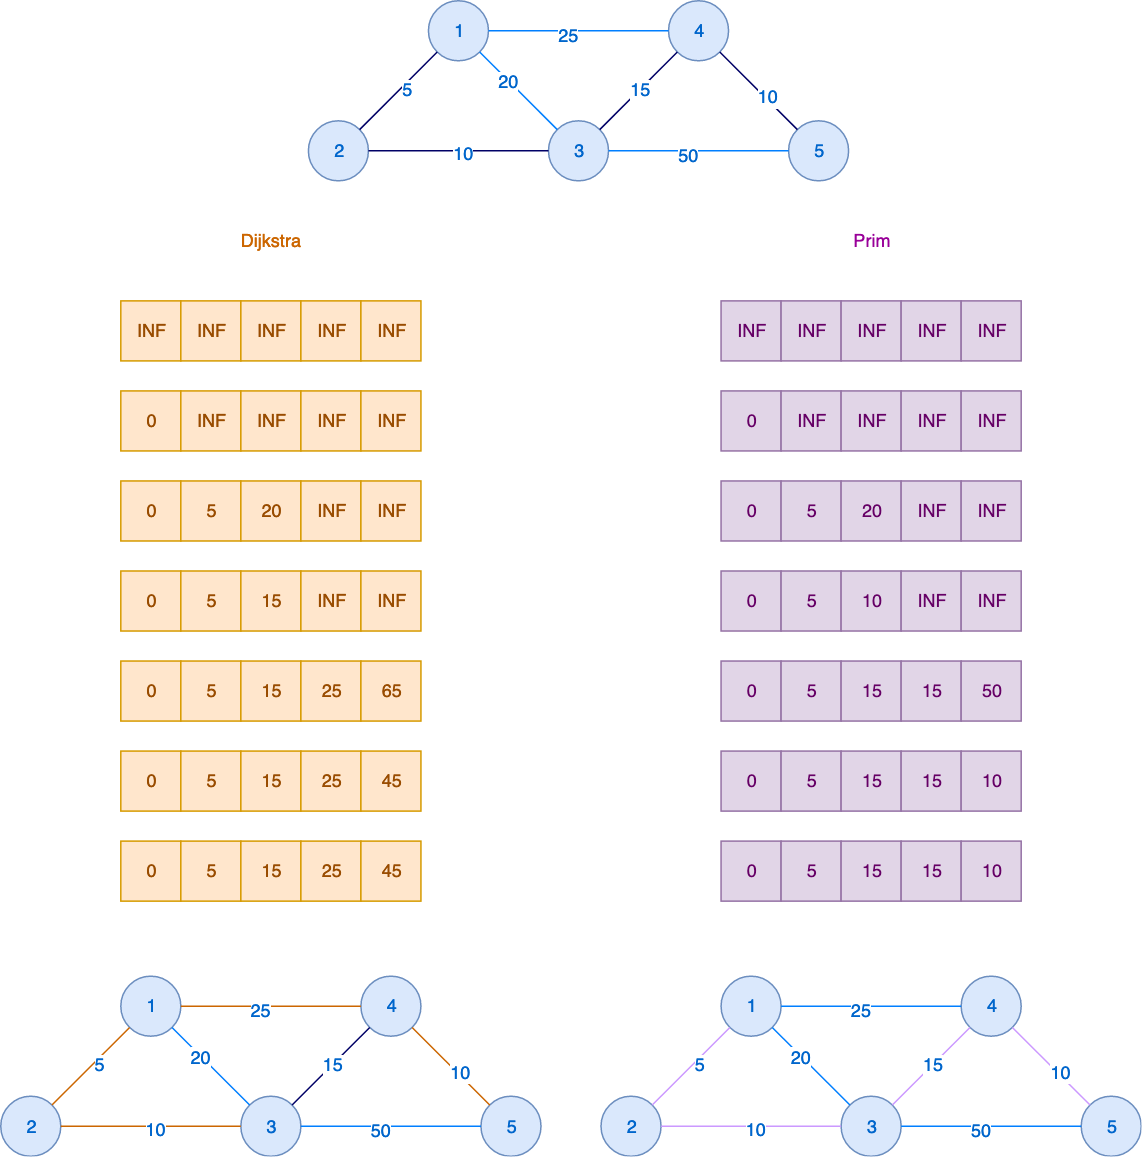 1 25 4
5 20 15 10
2 10 3 50 5
Dijkstra Prim
INF INF INF INF INF INF INF INF INF INF
0 INF INF INF INF 0 INF INF INF INF
0 5 20 INF INF 0 5 20 INF INF
0 5 15 INF INF 0 5 10 INF INF
0 5 15 25 65 0 5 15 15 50
0 5 15 25 45 0 5 15 15 10
0 5 15 25 45 0 5 15 15 10
1 25 4 1 25 4
5 20 15 10 5 20 15 10
2 10 3 50 5 2 10 3 50 5